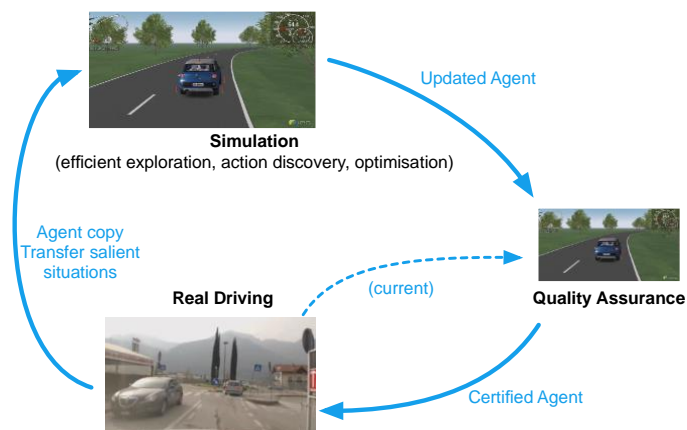 Updated Agent
Simulation
(efficient exploration, action discovery, optimisation)
Agent copy
Transfer salient
situations
(current)
Real Driving
Quality Assurance
Certified Agent